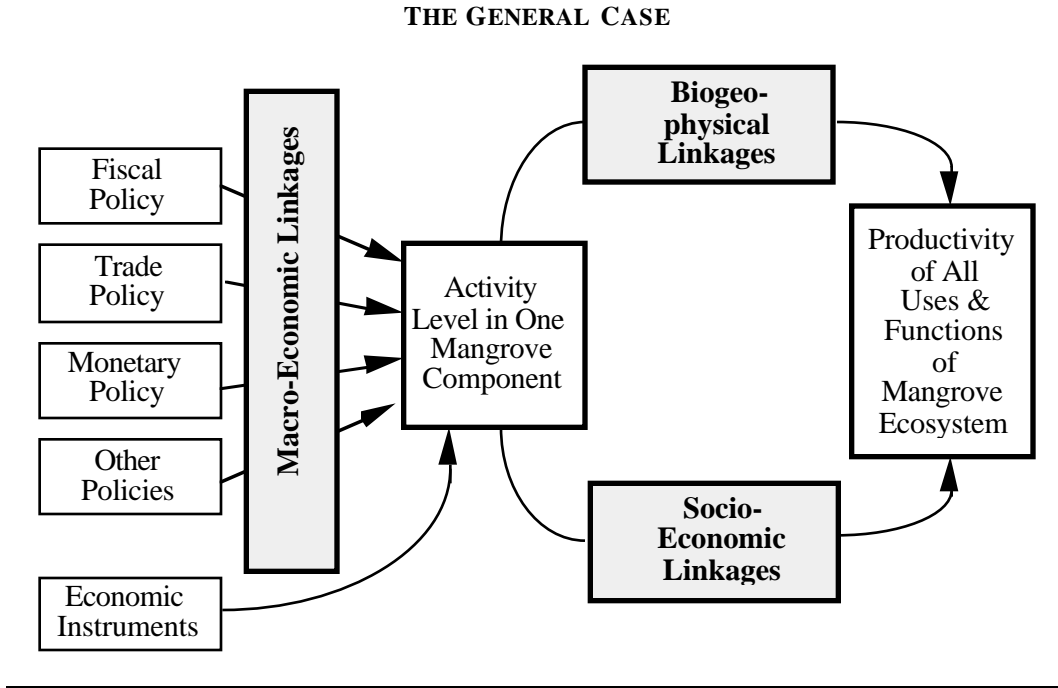 THE GENERAL CASE
Fiscal
Policy
Trade
Policy
Monetary
Policy
Other
Policies
Economic
Instruments
Macro-Economic Linkages
Activity
Level in One
Mangrove
Component
Biogeo-
physical
Linkages
Socio-
Economic
Linkages
Productivity
of All
Uses &
Functions
of
Mangrove
Ecosystem